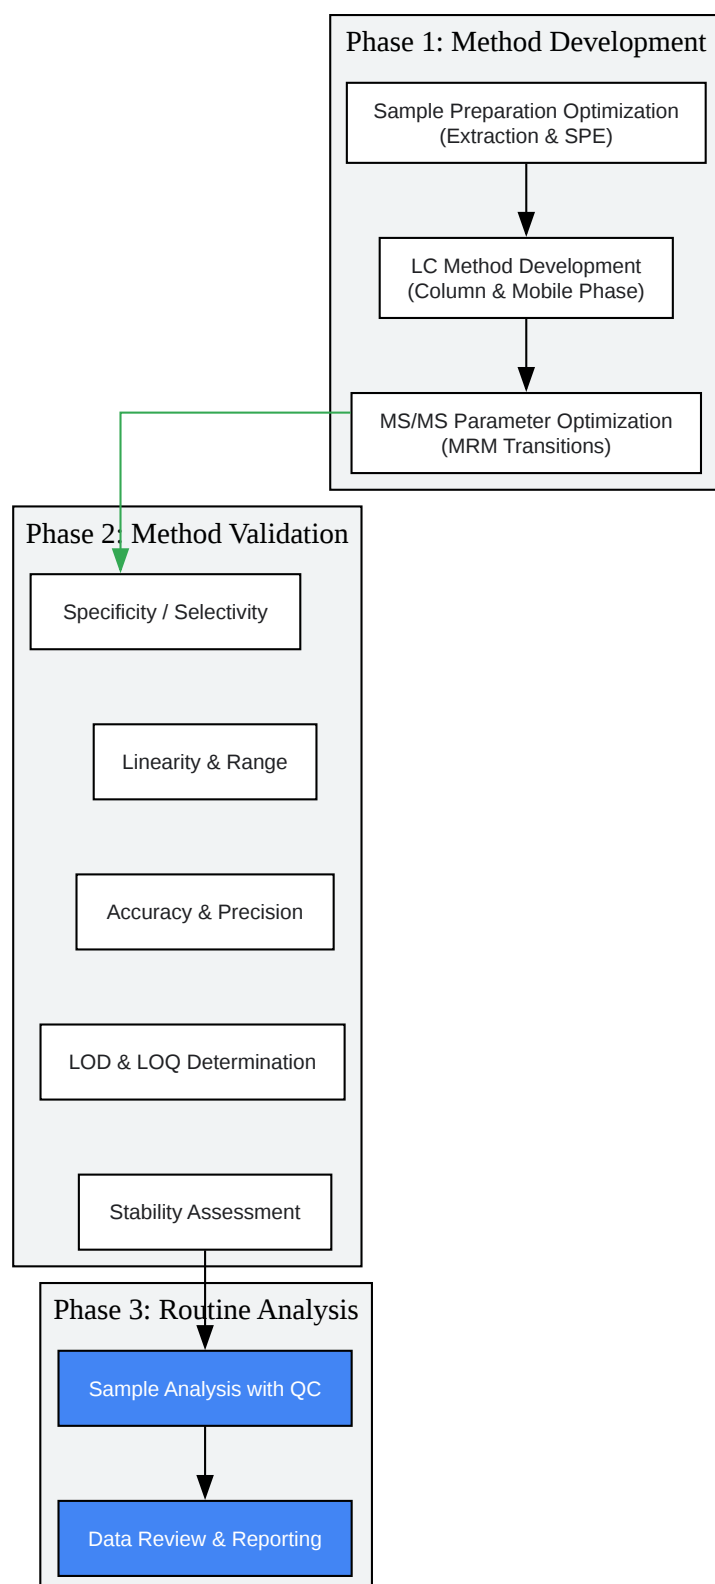 Phase 1: Method Development
Sample Preparation Optimization
(Extraction & SPE)
LC Method Development
(Column & Mobile Phase)
MS/MS Parameter Optimization
(MRM Transitions)
Phase 2: Method Validation
Specificity / Selectivity
Linearity & Range
Accuracy & Precision
LOD & LOQ Determination
Stability Assessment
Phase 3: Routine Analysis
Sample Analysis with QC
Data Review & Reporting